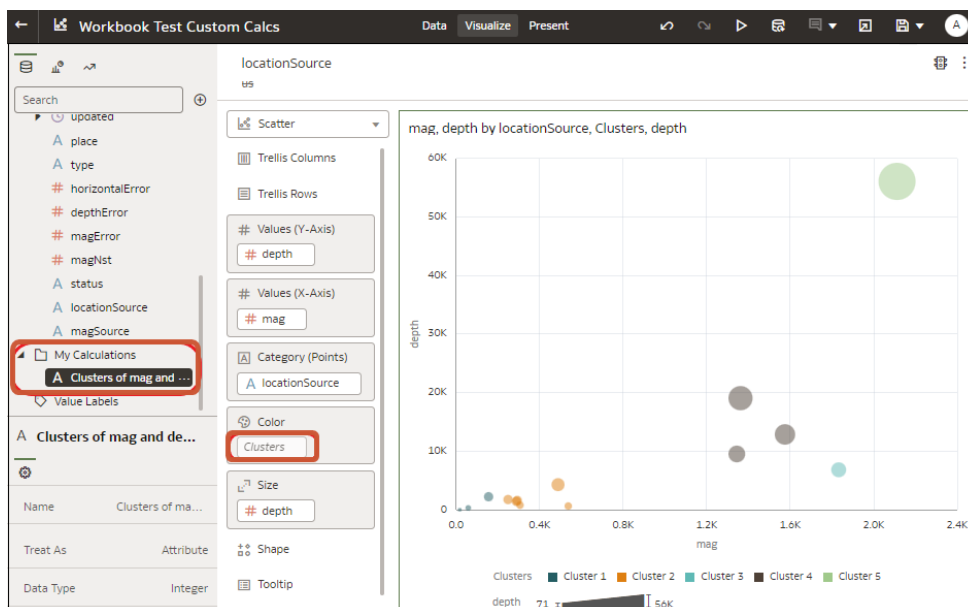 Workbook Test Custom Calcs
Data Visualize Present
A
locationSource
us
Search
updated
A place
A type
# horizontalError
# depthError
# magError
# magNst
A status
A locationSource
A magSource
My Calculations
A Clusters of mag and ...
Value Labels
A Clusters of mag and de...
Name Clusters of ma...
Treat As Attribute
Data Type Integer
Scatter
Trellis Columns
Trellis Rows
# Values (Y-Axis)
# depth
# Values (X-Axis)
# mag
A Category (Points)
A locationSource
Color
Clusters
Size
# depth
Shape
Tooltip
mag, depth by locationSource, Clusters, depth
60K
50K
40K
30K
20K
10K
0
depth
0.0 0.4K 0.8K 1.2K 1.6K 2.0K 2.4K
mag
Clusters Cluster 1 Cluster 2 Cluster 3 Cluster 4 Cluster 5
depth 71 56K